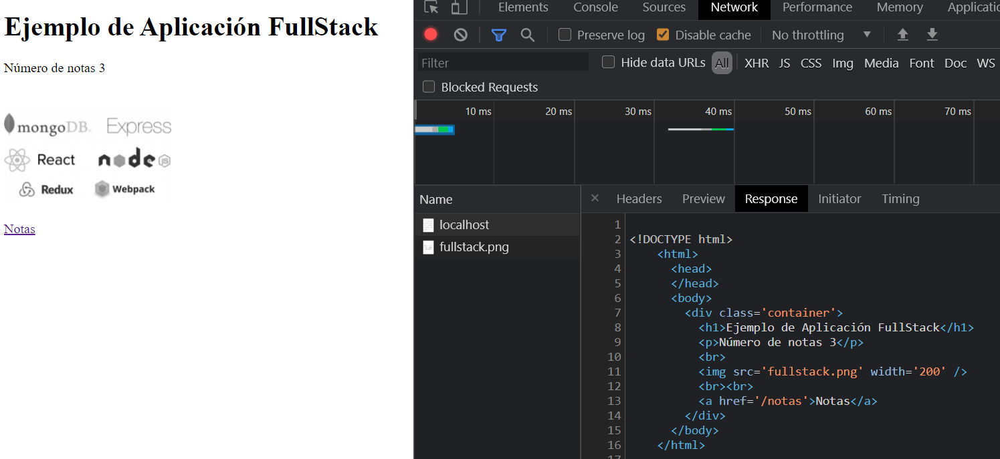 Ejemplo de Aplicación FullStack
Número de notas 3
mongoDB. Express
React node JS
Redux Webpack
Notas
Elements Console Sources Network Performance Memory Applicatio
Preserve log Disable cache No throttling
Filter Hide data URLs All XHR JS CSS Img Media Font Doc WS
Blocked Requests
10 ms 20 ms 30 ms 40 ms 50 ms 60 ms 70 ms
Name
localhost
fullstack.png
× Headers Preview Response Initiator Timing
1
2 <!DOCTYPE html>
3 <html>
4 <head>
5 </head>
6 <body>
7 <div class='container'>
8 <h1>Ejemplo de Aplicación FullStack</h1>
9 <p>Número de notas 3</p>
10 <br>
11 <img src='fullstack.png' width='200' />
12 <br><br>
13 <a href='/notas'>Notas</a>
14 </div>
15 </body>
16 </html>
17